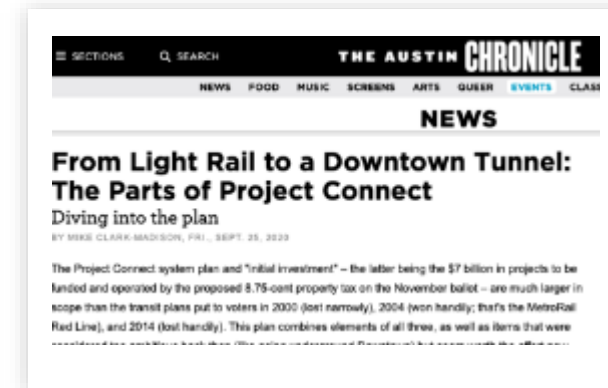 ≡ SECTIONS SEARCH THE AUSTIN CHRONICLE
NEWS FOOD MUSIC SCREENS ARTS QUEER EVENTS CLASS
NEWS
From Light Rail to a Downtown Tunnel:
The Parts of Project Connect
Diving into the plan
BY MIKE CLARK-MADISON, FRI., SEPT. 25, 2020
The Project Connect system plan and "initial investment" – the latter being the $7 billion in projects to be
funded and operated by the proposed 8.75-cent property tax on the November ballot – are much larger in
scope than the transit plans put to voters in 2000 (lost narrowly), 2004 (won handily; that's the MetroRail
Red Line), and 2014 (lost handily). This plan combines elements of all three, as well as items that were